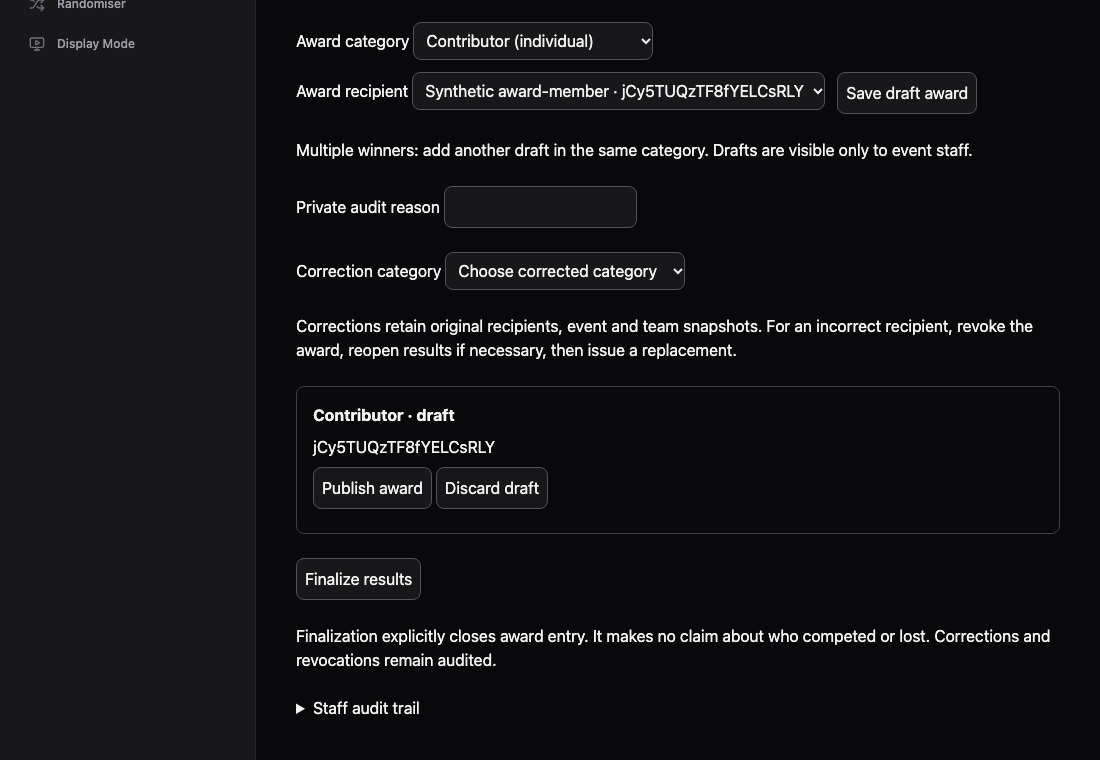 Randomiser
Display Mode
Award category Contributor (individual)
Award recipient Synthetic award-member · jCy5TUQzTF8fYELCsRLY Save draft award
Multiple winners: add another draft in the same category. Drafts are visible only to event staff.
Private audit reason
Correction category Choose corrected category
Corrections retain original recipients, event and team snapshots. For an incorrect recipient, revoke the
award, reopen results if necessary, then issue a replacement.
Contributor · draft
jCy5TUQzTF8fYELCsRLY
Publish award Discard draft
Finalize results
Finalization explicitly closes award entry. It makes no claim about who competed or lost. Corrections and
revocations remain audited.
Staff audit trail